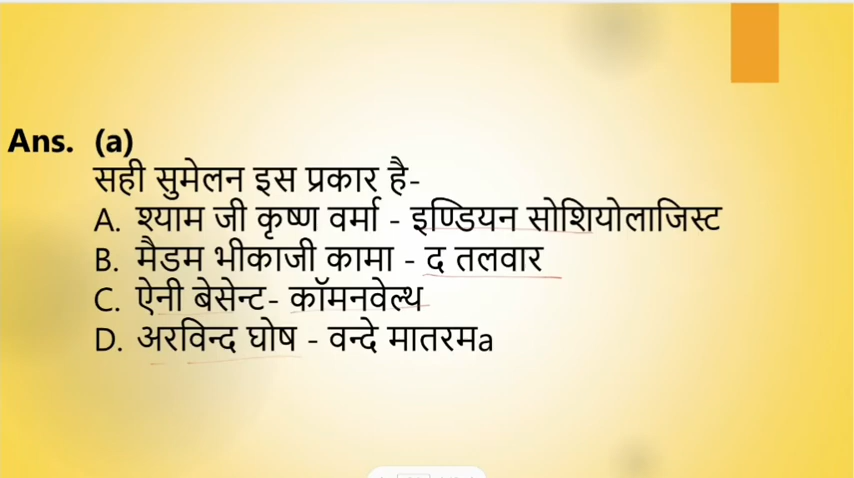 Ans. (a)
सही सुमेलन इस प्रकार है-
A. श्याम जी कृष्ण वर्मा - इण्डियन सोशियोलाजिस्ट
B. मैडम भीकाजी कामा - द तलवार
C. ऐनी बेसेन्ट- कॉमनवेल्थ
D. अरविन्द घोष - वन्दे मातरमa